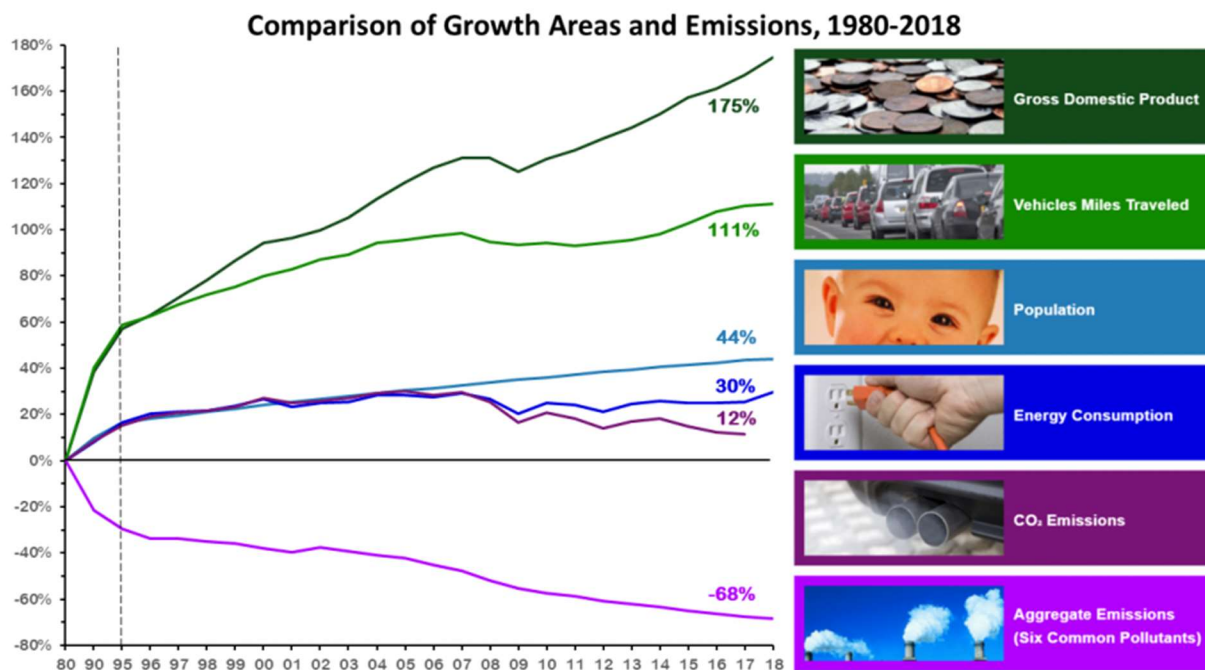 Comparison of Growth Areas and Emissions, 1980-2018
180%
160%
140%
120%
100%
80%
60%
40%
20%
0%
-20%
-40%
-60%
-80%
80 90 95 96 97 98 99 00 01 02 03 04 05 06 07 08 09 10 11 12 13 14 15 16 17 18
175%
111%
44%
30%
12%
-68%
Gross Domestic Product
Vehicles Miles Traveled
Population
Energy Consumption
CO₂ Emissions
Aggregate Emissions
(Six Common Pollutants)